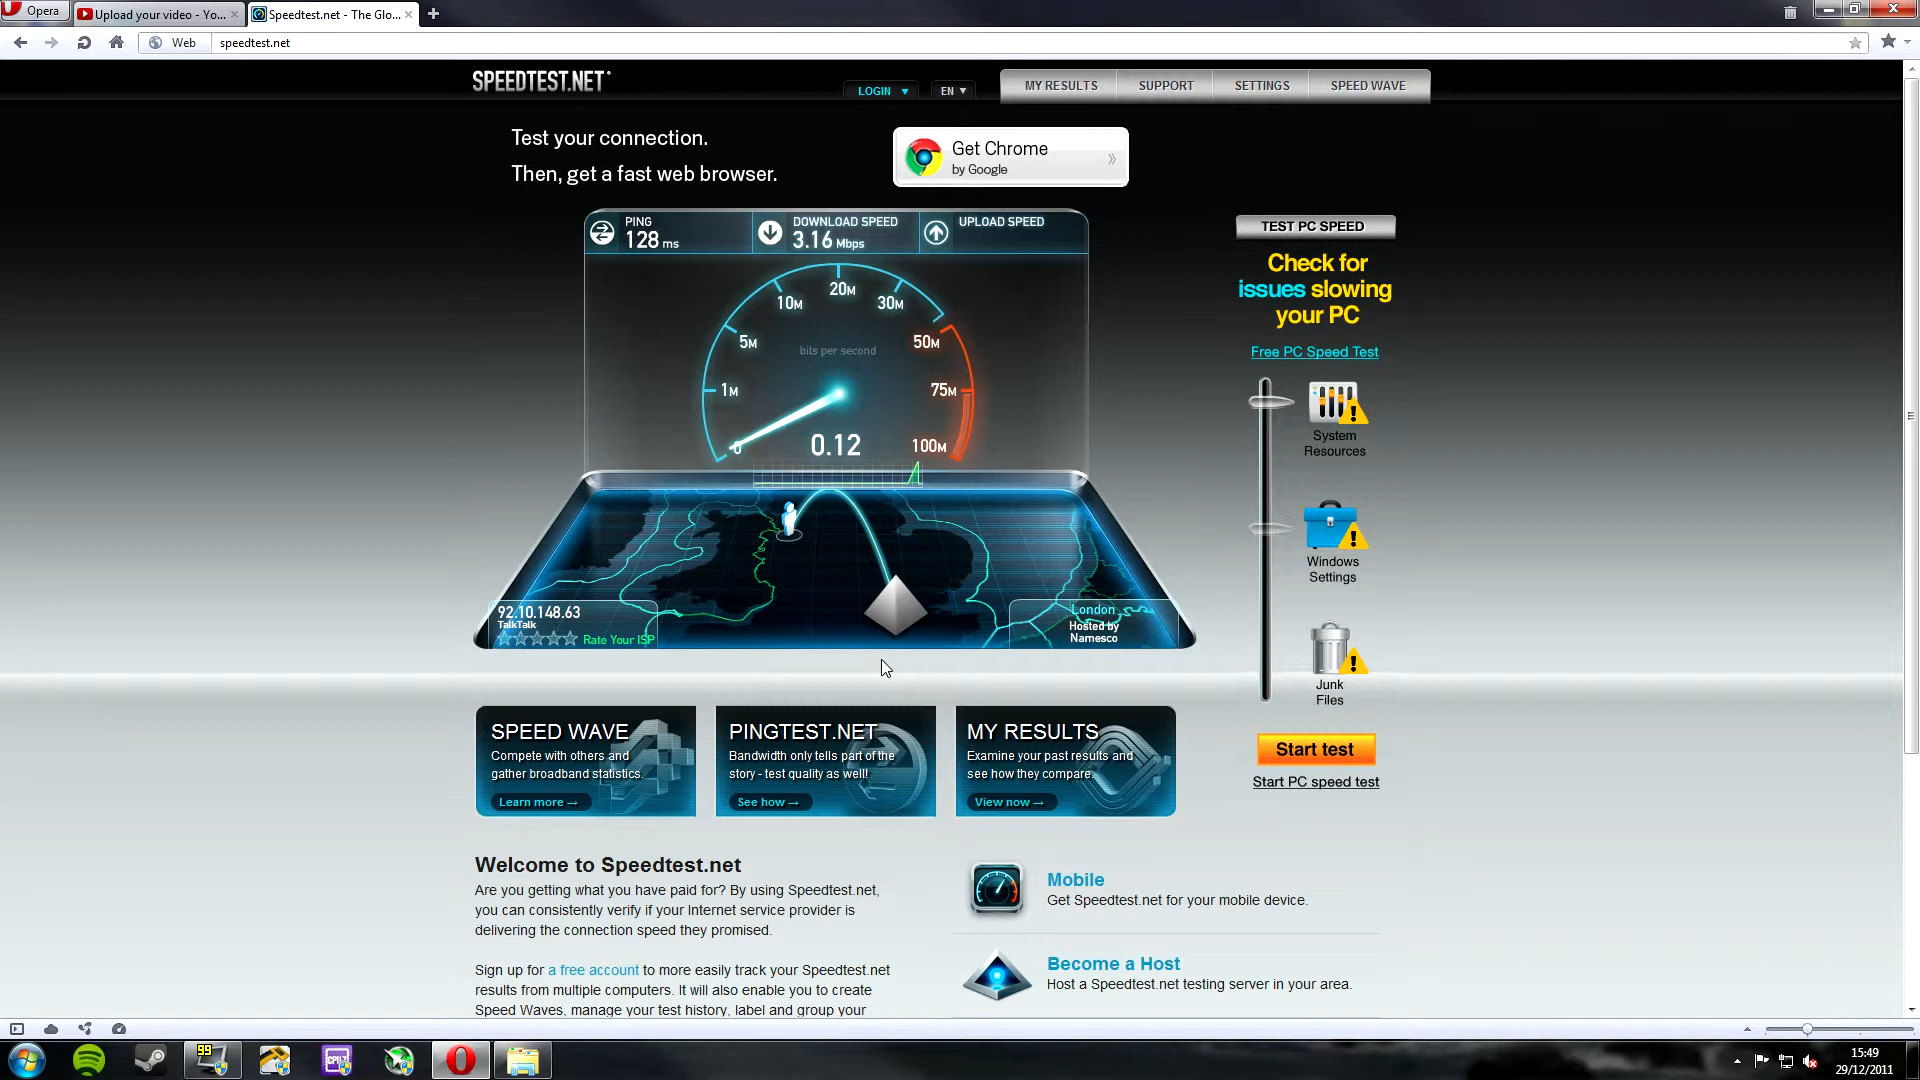 Opera
Upload your video - Yo...
Speedtest.net - The Glo...
Web
speedtest.net
SPEEDTEST.NET
LOGIN
EN
MY RESULTS
SUPPORT
SETTINGS
SPEED WAVE
Test your connection.
Then, get a fast web browser.
Get Chrome
by Google
PING
128 ms
DOWNLOAD SPEED
3.16 Mbps
UPLOAD SPEED
0
1M
5M
10M
20M
30M
50M
75M
100M
bits per second
0.12
92.10.148.63
TalkTalk
Rate Your ISP
London
Hosted by
Namesco
TEST PC SPEED
Check for
issues slowing
your PC
Free PC Speed Test
System
Resources
Windows
Settings
Junk
Files
Start test
Start PC speed test
SPEED WAVE
Compete with others and
gather broadband statistics.
Learn more →
PINGTEST.NET
Bandwidth only tells part of the
story - test quality as well!
See how →
MY RESULTS
Examine your past results and
see how they compare.
View now →
Welcome to Speedtest.net
Are you getting what you have paid for? By using Speedtest.net,
you can consistently verify if your Internet service provider is
delivering the connection speed they promised.
Sign up for a free account to more easily track your Speedtest.net
results from multiple computers. It will also enable you to create
Speed Waves, manage your test history, label and group your
Mobile
Get Speedtest.net for your mobile device.
Become a Host
Host a Speedtest.net testing server in your area.
99
CPU-Z
15:49
29/12/2011